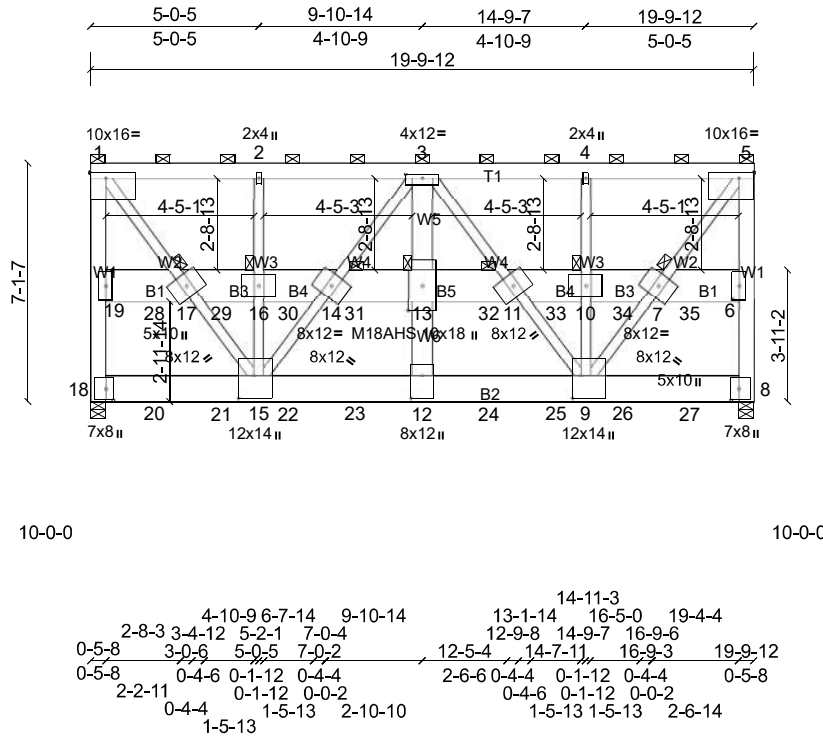 5-0-5 9-10-14 14-9-7 19-9-12
5-0-5 4-10-9 4-10-9 5-0-5
19-9-12
10x16= 2x4 II 4x12= 2x4 II 10x16=
1 2 3 4 5
T1
4-5-1 4-5-3 4-5-3 4-5-1
2-8-13 2-8-13 2-8-13 2-8-13
W5
7-1-7
W1 W2 W3 W4 W4 W3 W2 W1
B1 B3 B4 B5 B4 B3 B1
19 28 17 29 16 30 14 31 13 32 11 33 10 34 7 35 6
5x10 II 8x12= M18AHS 16x18 II 8x12 // 8x12=
W6
8x12 // 8x12 \\ 8x12 \\
5x10 II
2-11-14
3-11-2
18 B2 8
20 21 15 22 23 12 24 25 9 26 27
7x8 II 12x14 II 8x12 II 12x14 II 7x8 II
10-0-0 10-0-0
14-11-3
4-10-9 6-7-14 9-10-14 13-1-14 16-5-0 19-4-4
2-8-3 3-4-12 5-2-1 7-0-4 12-9-8 14-9-7 16-9-6
0-5-8 3-0-6 5-0-5 7-0-2 12-5-4 14-7-11 16-9-3 19-9-12
0-5-8 0-4-6 0-1-12 0-4-4 2-6-6 0-4-4 0-1-12 0-4-4 0-5-8
2-2-11 0-1-12 0-0-2 0-4-6 0-1-12 0-0-2
0-4-4 1-5-13 2-10-10 1-5-13 1-5-13 2-6-14
1-5-13